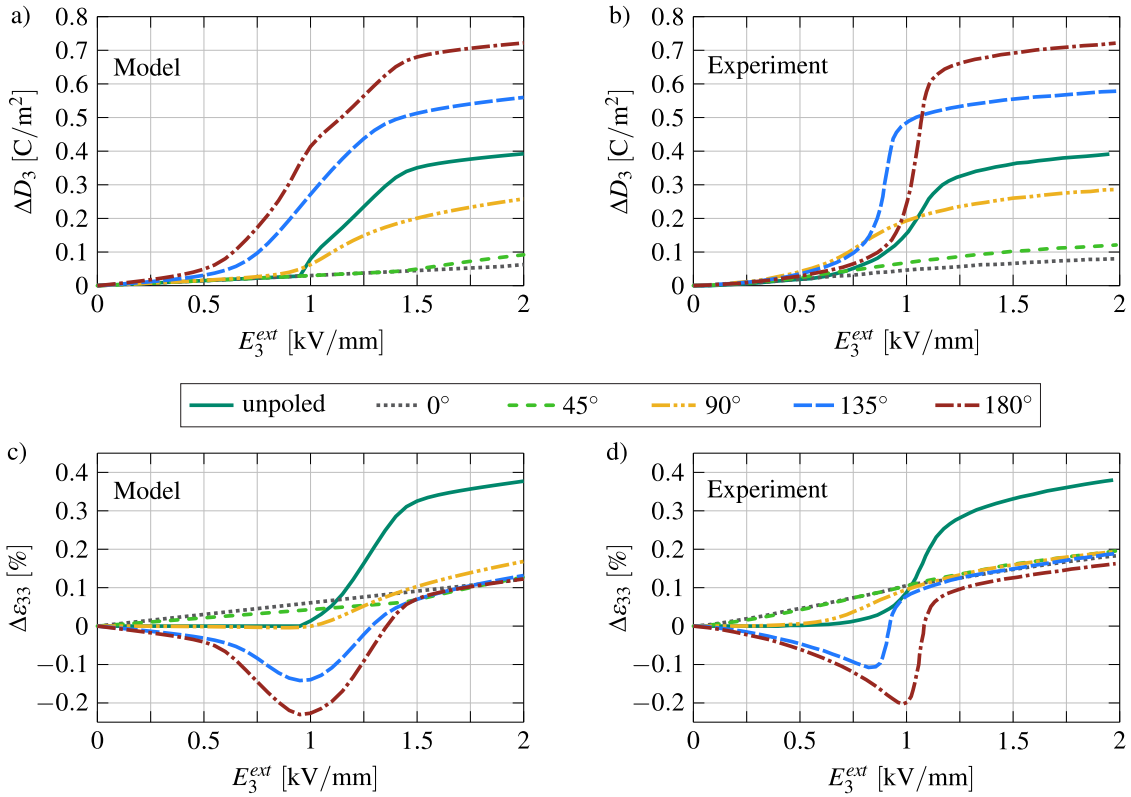 a)
0.8
0.7
0.6
0.5
0.4
0.3
0.2
0.1
0
ΔD₃ [C/m²]
Model
0 0.5 1 1.5 2
E₃ᵉˣᵗ [kV/mm]
b)
0.8
0.7
0.6
0.5
0.4
0.3
0.2
0.1
0
ΔD₃ [C/m²]
Experiment
0 0.5 1 1.5 2
E₃ᵉˣᵗ [kV/mm]
unpoled 0° 45° 90° 135° 180°
c)
0.4
0.3
0.2
0.1
0
−0.1
−0.2
Δε₃₃ [%]
Model
0 0.5 1 1.5 2
E₃ᵉˣᵗ [kV/mm]
d)
0.4
0.3
0.2
0.1
0
−0.1
−0.2
Δε₃₃ [%]
Experiment
0 0.5 1 1.5 2
E₃ᵉˣᵗ [kV/mm]